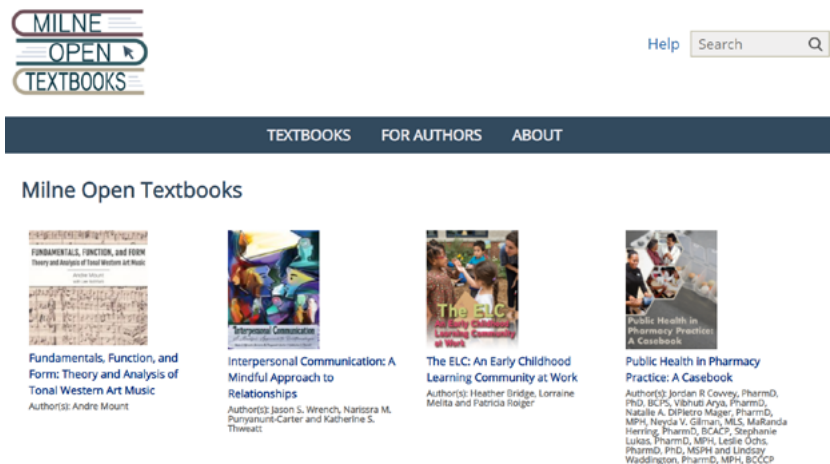 MILNE
OPEN
TEXTBOOKS
Help
Search
TEXTBOOKS FOR AUTHORS ABOUT
Milne Open Textbooks
FUNDAMENTALS, FUNCTION, and FORM
Theory and Analysis of Tonal Western Art Music
Andre Mount
Fundamentals, Function, and
Form: Theory and Analysis of
Tonal Western Art Music
Author(s): Andre Mount
Interpersonal Communication
Interpersonal Communication: A
Mindful Approach to
Relationships
Author(s): Jason S. Wrench, Narissra M.
Punyanunt-Carter and Katherine S.
Thweatt
The ELC:
An Early Childhood
Learning Community
at Work
The ELC: An Early Childhood
Learning Community at Work
Author(s): Heather Bridge, Lorraine
Melita and Patricia Roiger
Public Health in
Pharmacy Practice:
A Casebook
Public Health in Pharmacy
Practice: A Casebook
Author(s): Jordan R Covvey, PharmD,
PhD, BCPS, Vibhuti Arya, PharmD,
Natalie A. DiPietro Mager, PharmD,
MPH, Neyda V. Gilman, MLS, MaRanda
Herring, PharmD, BCACP, Stephanie
Lukas, PharmD, MPH, Leslie Ochs,
PharmD, PhD, MSPH and Lindsay
Waddington, PharmD, MPH, BCCCP